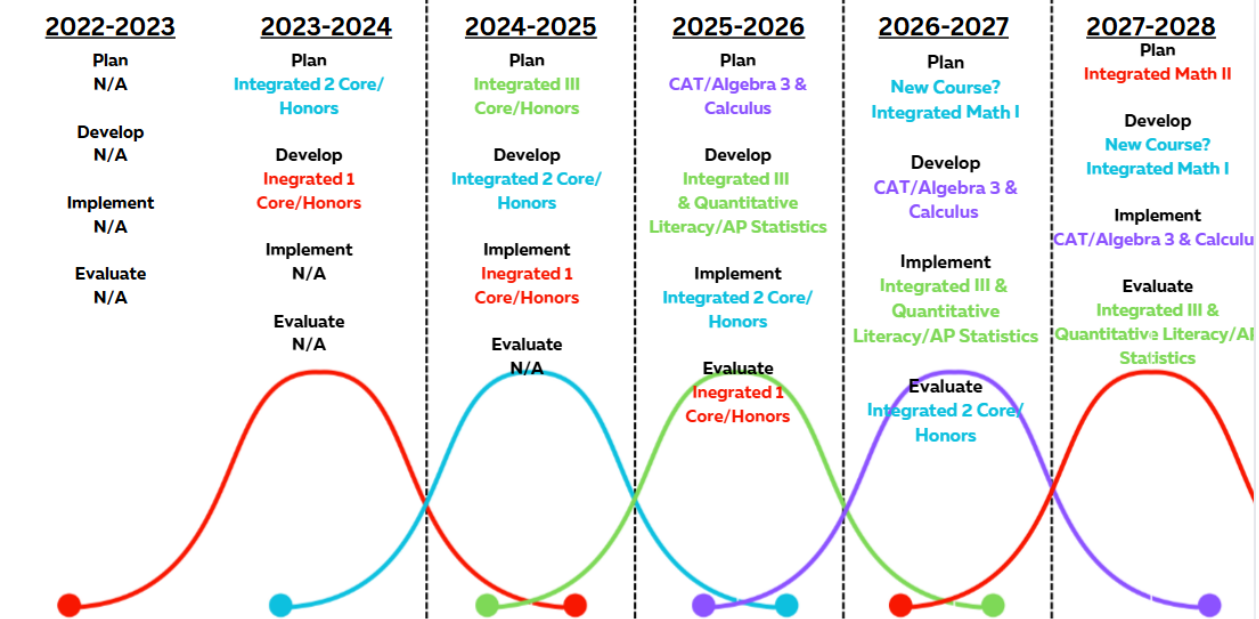 2022-2023
Plan
N/A
Develop
N/A
Implement
N/A
Evaluate
N/A
2023-2024
Plan
Integrated 2 Core/
Honors
Develop
Inegrated 1
Core/Honors
Implement
N/A
Evaluate
N/A
2024-2025
Plan
Integrated III
Core/Honors
Develop
Integrated 2 Core/
Honors
Implement
Inegrated 1
Core/Honors
Evaluate
N/A
2025-2026
Plan
CAT/Algebra 3 &
Calculus
Develop
Integrated III
& Quantitative
Literacy/AP Statistics
Implement
Integrated 2 Core/
Honors
Evaluate
Inegrated 1
Core/Honors
2026-2027
Plan
New Course?
Integrated Math I
Develop
CAT/Algebra 3 &
Calculus
Implement
Integrated III &
Quantitative
Literacy/AP Statistics
Evaluate
Integrated 2 Core/
Honors
2027-2028
Plan
Integrated Math II
Develop
New Course?
Integrated Math I
Implement
CAT/Algebra 3 & Calculu
Evaluate
Integrated III &
Quantitative Literacy/AP
Statistics